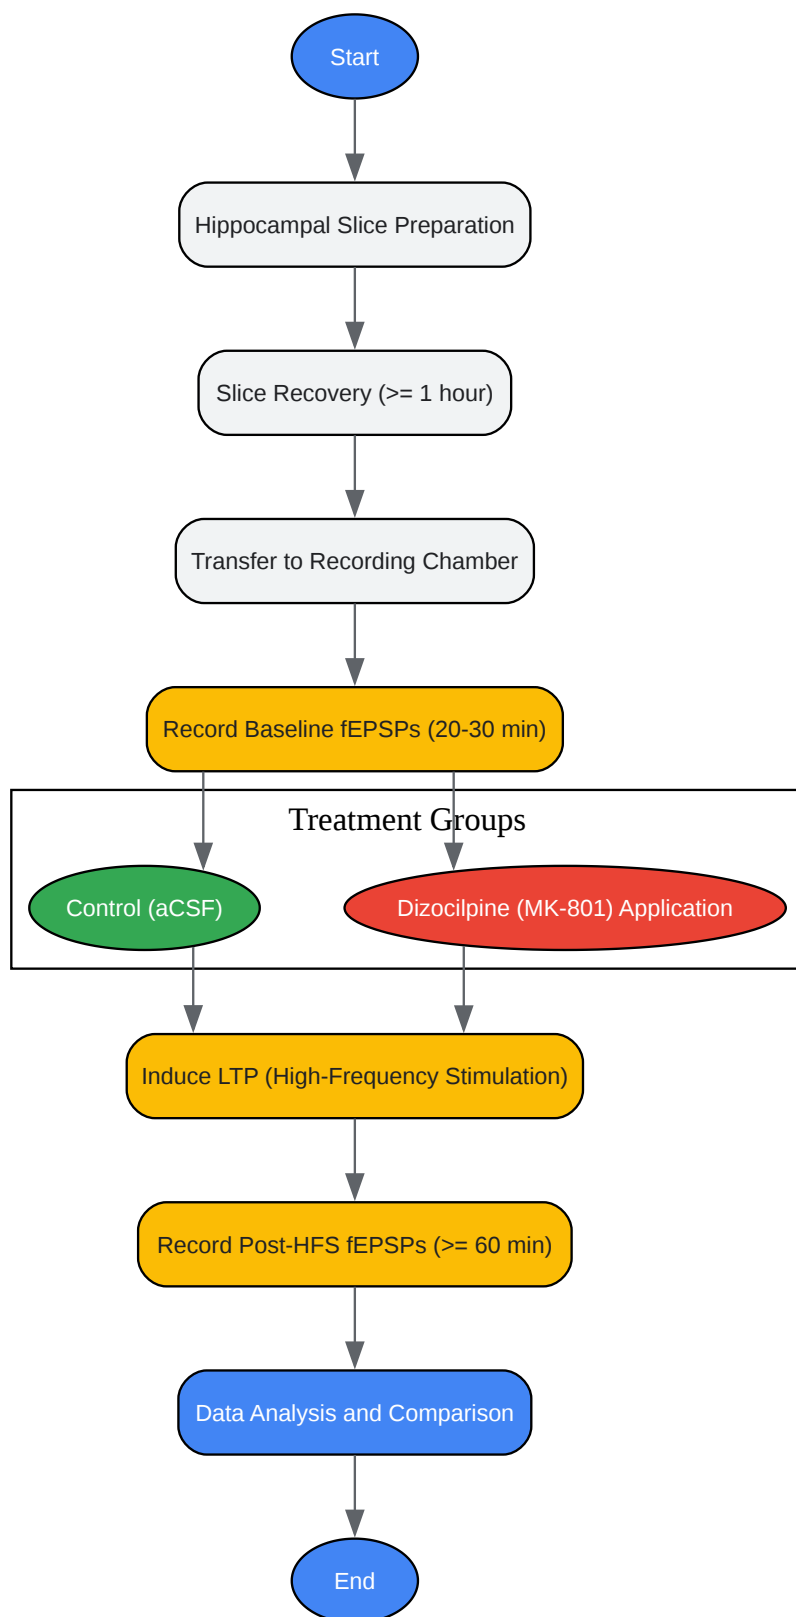 Start
Hippocampal Slice Preparation
Slice Recovery (>= 1 hour)
Transfer to Recording Chamber
Record Baseline fEPSPs (20-30 min)
Treatment Groups
Control (aCSF)
Dizocilpine (MK-801) Application
Induce LTP (High-Frequency Stimulation)
Record Post-HFS fEPSPs (>= 60 min)
Data Analysis and Comparison
End